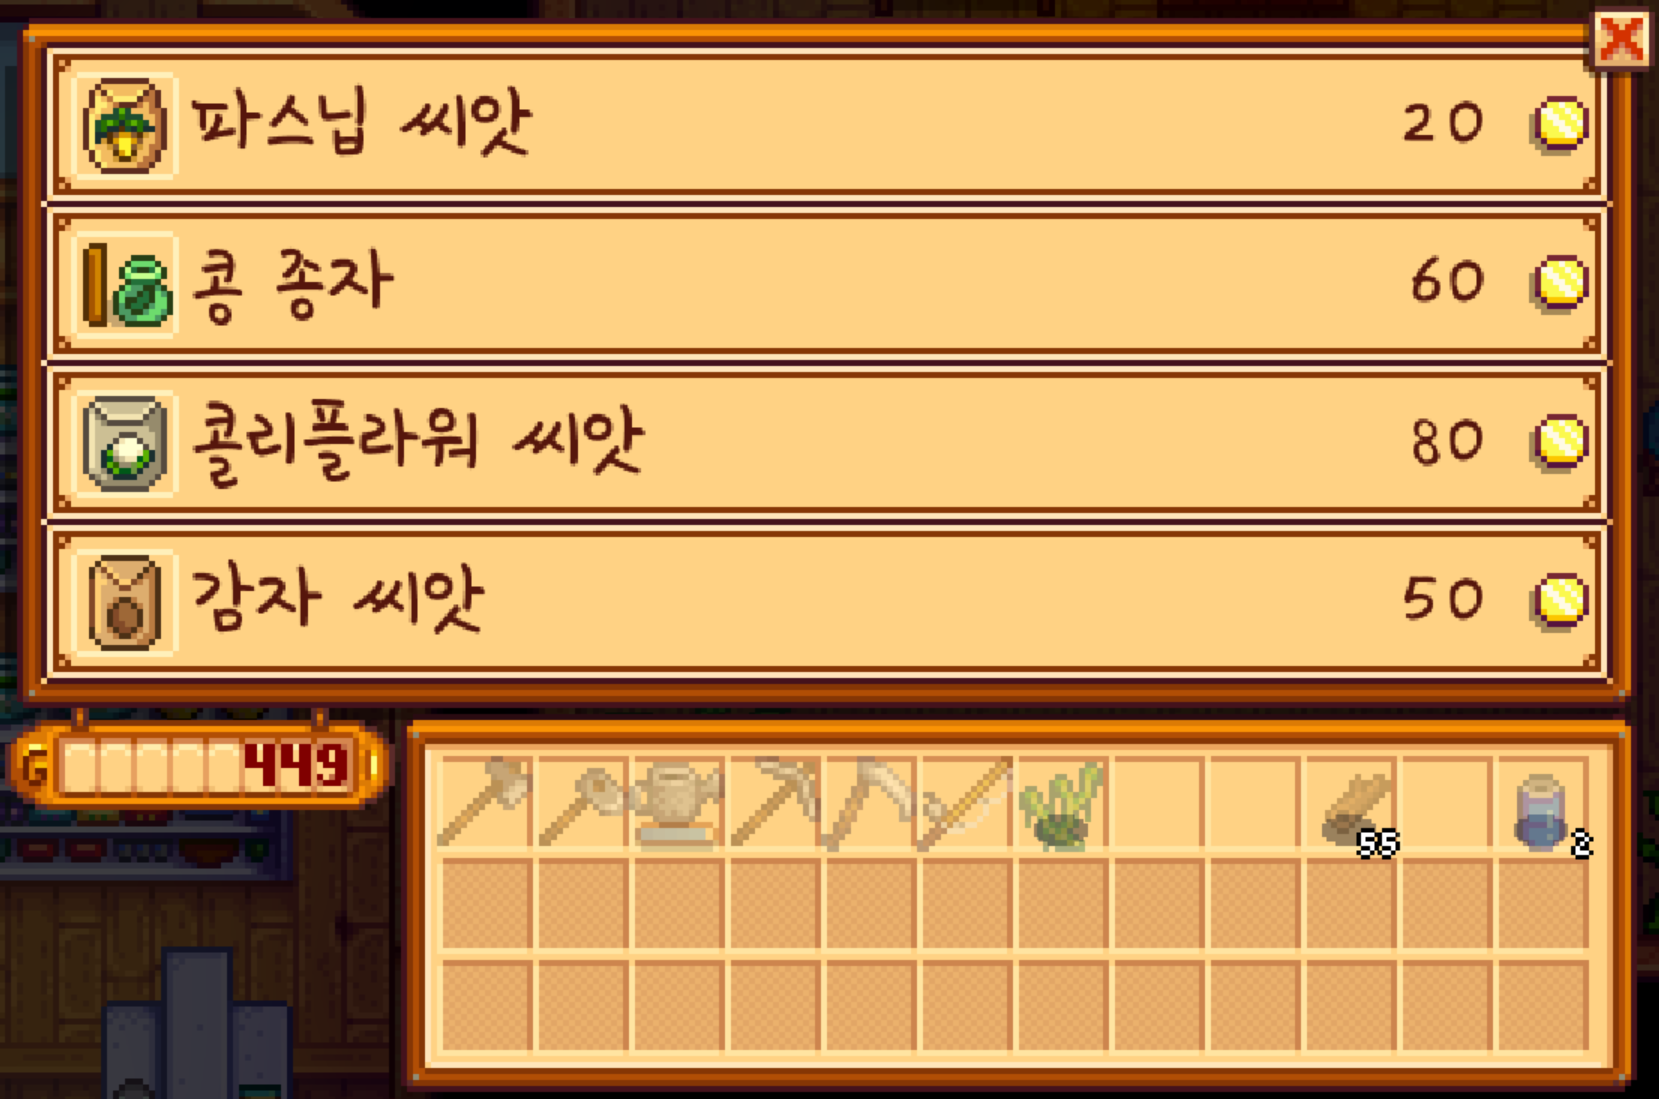 파스닙 씨앗 20
콩 종자 60
콜리플라워 씨앗 80
감자 씨앗 50
G 449
55 2